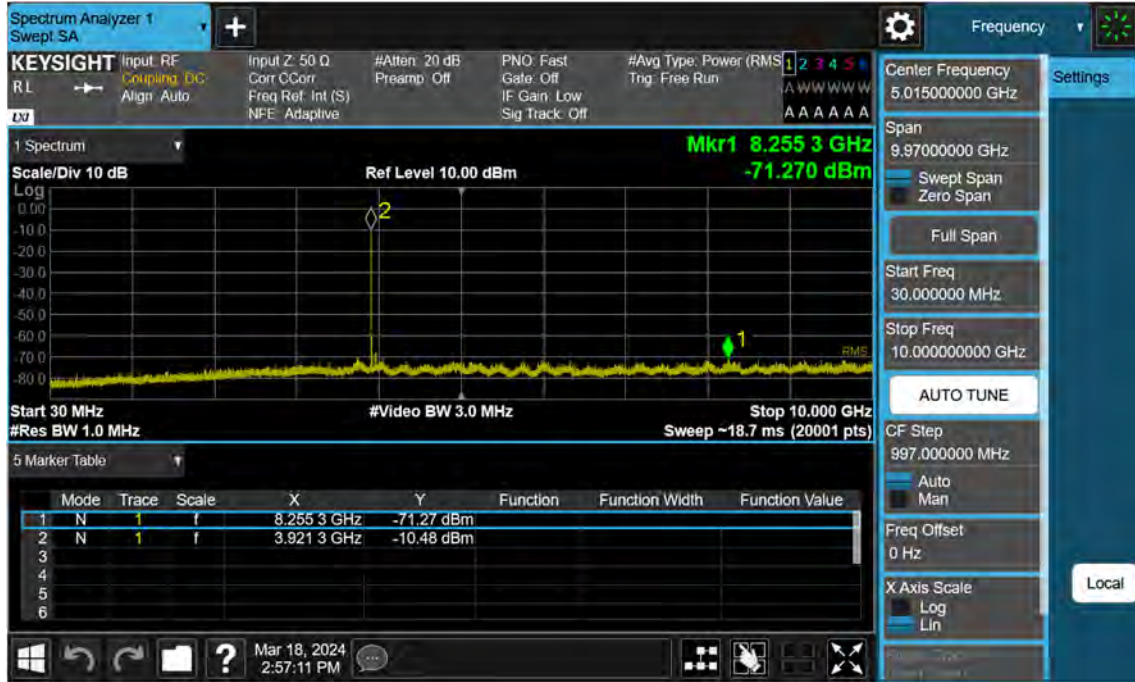 Spectrum Analyzer 1
Swept SA
+
Frequency
KEYSIGHT
R L
LXI
Input: RF
Coupling: DC
Align: Auto
Input Z: 50 Ω
Corr CCorr
Freq Ref: Int (S)
NFE: Adaptive
#Atten: 20 dB
Preamp: Off
PNO: Fast
Gate: Off
IF Gain: Low
Sig Track: Off
#Avg Type: Power (RMS
Trig: Free Run
1 2 3 4 5 6
A W W W W W
A A A A A A
1 Spectrum
Scale/Div 10 dB
Ref Level 10.00 dBm
Mkr1 8.255 3 GHz
-71.270 dBm
Log
0.00
-10.0
-20.0
-30.0
-40.0
-50.0
-60.0
-70.0
-80.0
2
1
RMS
Start 30 MHz
#Video BW 3.0 MHz
Stop 10.000 GHz
#Res BW 1.0 MHz
Sweep ~18.7 ms (20001 pts)
5 Marker Table
Mode Trace Scale X Y Function Function Width Function Value
1 N 1 f 8.255 3 GHz -71.27 dBm
2 N 1 f 3.921 3 GHz -10.48 dBm
3
4
5
6
Mar 18, 2024
2:57:11 PM
Center Frequency
5.015000000 GHz
Settings
Span
9.97000000 GHz
Swept Span
Zero Span
Full Span
Start Freq
30.000000 MHz
Stop Freq
10.000000000 GHz
AUTO TUNE
CF Step
997.000000 MHz
Auto
Man
Freq Offset
0 Hz
X Axis Scale
Log
Lin
Local